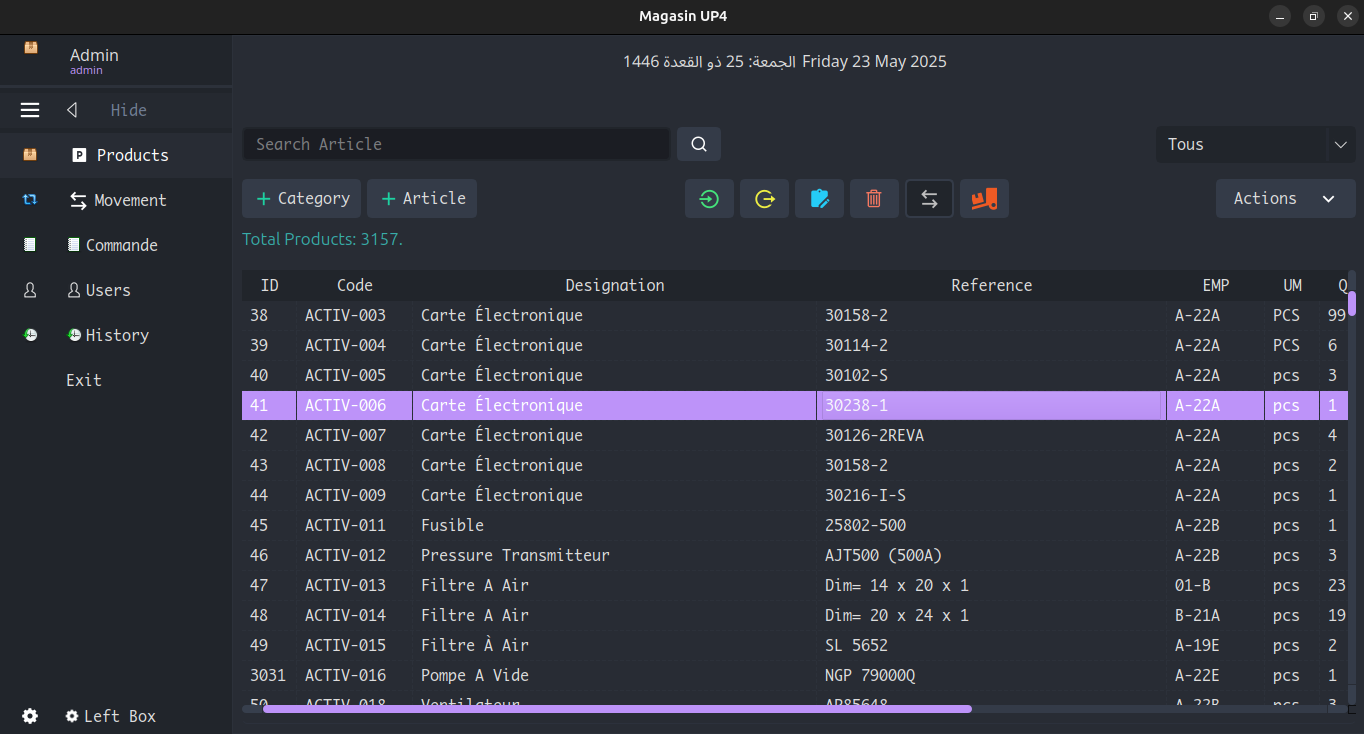 Magasin UP4
Admin
admin
الجمعة: 25 ذو القعدة 1446 Friday 23 May 2025
Hide
Search Article
Tous
P Products
Movement
+ Category + Article
Actions
Commande
Total Products: 3157.
Users
History
Exit
ID Code Designation Reference EMP UM Q
38 ACTIV-003 Carte Électronique 30158-2 A-22A PCS 99
39 ACTIV-004 Carte Électronique 30114-2 A-22A PCS 6
40 ACTIV-005 Carte Électronique 30102-S A-22A pcs 3
41 ACTIV-006 Carte Électronique 30238-1 A-22A pcs 1
42 ACTIV-007 Carte Électronique 30126-2REVA A-22A pcs 4
43 ACTIV-008 Carte Électronique 30158-2 A-22A pcs 2
44 ACTIV-009 Carte Électronique 30216-I-S A-22A pcs 1
45 ACTIV-011 Fusible 25802-500 A-22B pcs 1
46 ACTIV-012 Pressure Transmitteur AJT500 (500A) A-22B pcs 3
47 ACTIV-013 Filtre A Air Dim= 14 x 20 x 1 01-B pcs 23
48 ACTIV-014 Filtre A Air Dim= 20 x 24 x 1 B-21A pcs 19
49 ACTIV-015 Filtre À Air SL 5652 A-19E pcs 2
3031 ACTIV-016 Pompe A Vide NGP 79000Q A-22E pcs 1
50 ACTIV-018 Ventilateur AP85648 A-22B pcs 3
Left Box